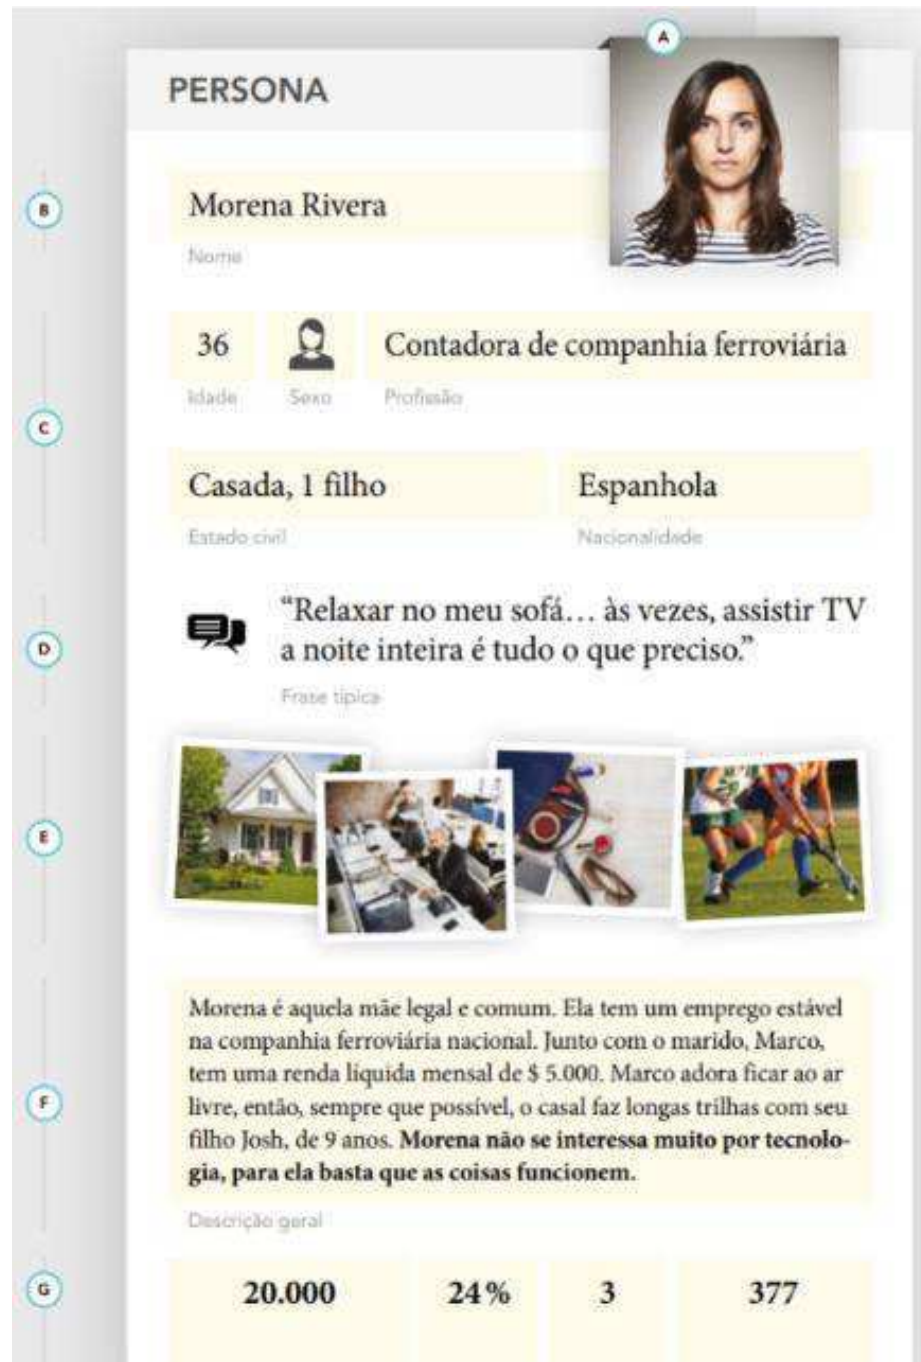 A
PERSONA
B
Morena Rivera
Nome
36
Contadora de companhia ferroviária
Idade
Sexo
Profissão
C
Casada, 1 filho
Espanhola
Estado civil
Nacionalidade
D
“Relaxar no meu sofá… às vezes, assistir TV
a noite inteira é tudo o que preciso.”
Frase típica
E
Morena é aquela mãe legal e comum. Ela tem um emprego estável
na companhia ferroviária nacional. Junto com o marido, Marco,
tem uma renda líquida mensal de $ 5.000. Marco adora ficar ao ar
livre, então, sempre que possível, o casal faz longas trilhas com seu
filho Josh, de 9 anos. Morena não se interessa muito por tecnolo-
gia, para ela basta que as coisas funcionem.
F
Descrição geral
G
20.000
24%
3
377